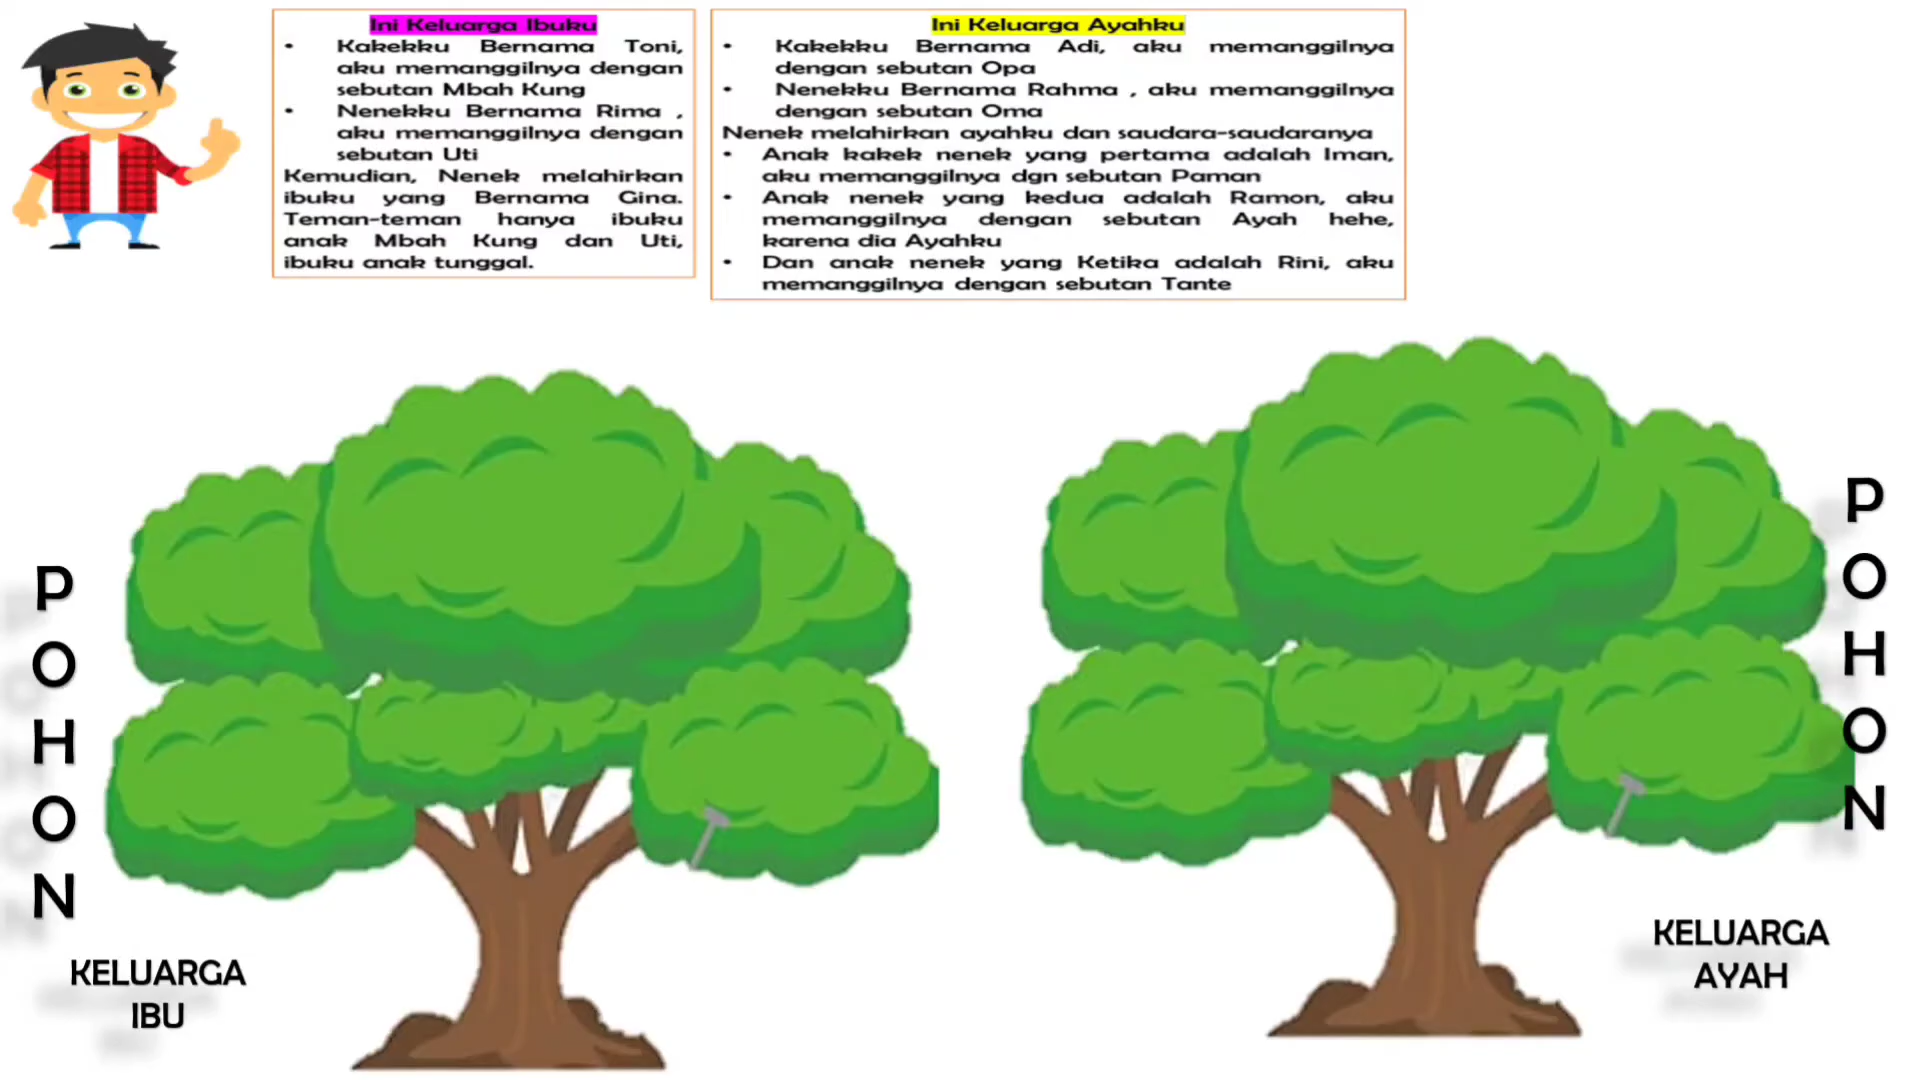 Ini Keluarga Ibuku
• Kakekku Bernama Toni,
aku memanggilnya dengan
sebutan Mbah Kung
• Nenekku Bernama Rima ,
aku memanggilnya dengan
sebutan Uti
Kemudian, Nenek melahirkan
ibuku yang Bernama Gina.
Teman-teman hanya ibuku
anak Mbah Kung dan Uti,
ibuku anak tunggal.
Ini Keluarga Ayahku
• Kakekku Bernama Adi, aku memanggilnya
dengan sebutan Opa
• Nenekku Bernama Rahma , aku memanggilnya
dengan sebutan Oma
Nenek melahirkan ayahku dan saudara-saudaranya
• Anak kakek nenek yang pertama adalah Iman,
aku memanggilnya dgn sebutan Paman
• Anak nenek yang kedua adalah Ramon, aku
memanggilnya dengan sebutan Ayah hehe,
karena dia Ayahku
• Dan anak nenek yang Ketika adalah Rini, aku
memanggilnya dengan sebutan Tante
POHON
KELUARGA
IBU
POHON
KELUARGA
AYAH